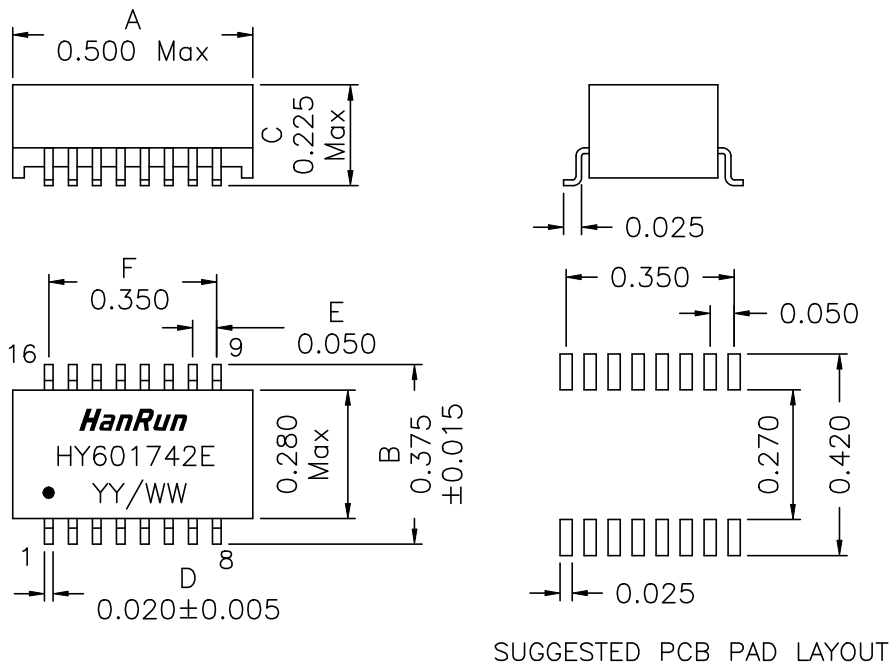 A
0.500 Max
C
0.225
Max
0.025
F
0.350
E
0.050
16
9
HanRun
HY601742E
YY/WW
0.280
Max
B
0.375
±0.015
1
8
D
0.020±0.005
0.350
0.050
0.270
0.420
0.025
SUGGESTED PCB PAD LAYOUT